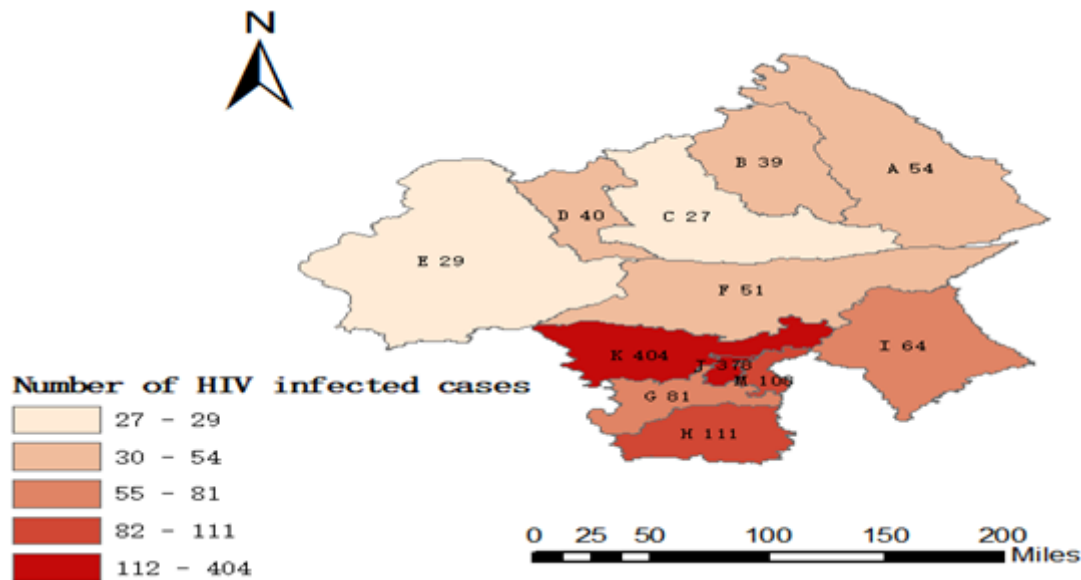 N
B 39
A 54
D 40
C 27
E 29
F 51
I 64
K 404
J 378
G 81
H 111
Number of HIV infected cases
27 - 29
30 - 54
55 - 81
82 - 111
112 - 404
0 25 50 100 150 200
Miles